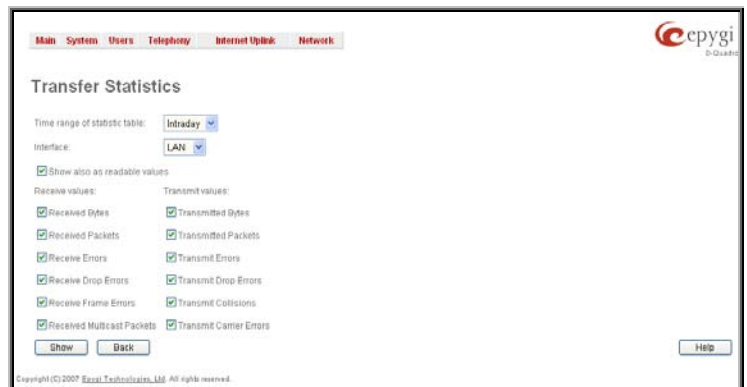 Main System Users Telephony Internet Uplink Network
epygi
Transfer Statistics
Time range of statistic table: Intraday
Interface: LAN
Show also as readable values
Receive values: Transmit values:
Received Bytes Transmitted Bytes
Received Packets Transmitted Packets
Receive Errors Transmit Errors
Receive Drop Errors Transmit Drop Errors
Receive Frame Errors Transmit Collisions
Received Multicast Packets Transmit Carrier Errors
Show Back Help
Copyright (C) 2007 Epygi Technologies, Ltd. All rights reserved.